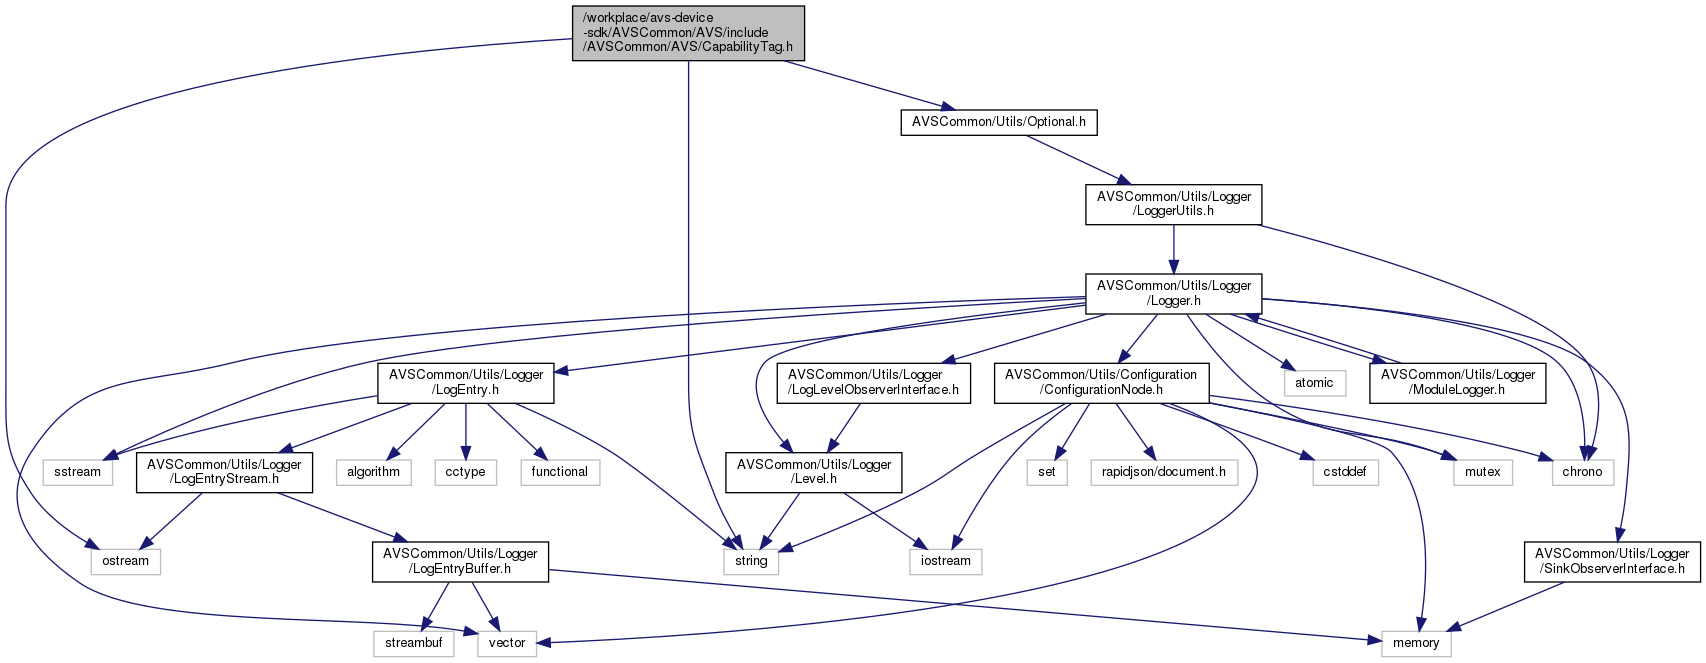 /workplace/avs-device
-sdk/AVSCommon/AVS/include
/AVSCommon/AVS/CapabilityTag.h
AVSCommon/Utils/Optional.h
AVSCommon/Utils/Logger
/LoggerUtils.h
AVSCommon/Utils/Logger
/Logger.h
AVSCommon/Utils/Logger
/LogEntry.h
AVSCommon/Utils/Logger
/LogLevelObserverInterface.h
AVSCommon/Utils/Configuration
/ConfigurationNode.h
atomic
AVSCommon/Utils/Logger
/ModuleLogger.h
sstream
AVSCommon/Utils/Logger
/LogEntryStream.h
algorithm
cctype
functional
AVSCommon/Utils/Logger
/Level.h
set
rapidjson/document.h
cstddef
mutex
chrono
ostream
AVSCommon/Utils/Logger
/LogEntryBuffer.h
string
iostream
AVSCommon/Utils/Logger
/SinkObserverInterface.h
streambuf
vector
memory